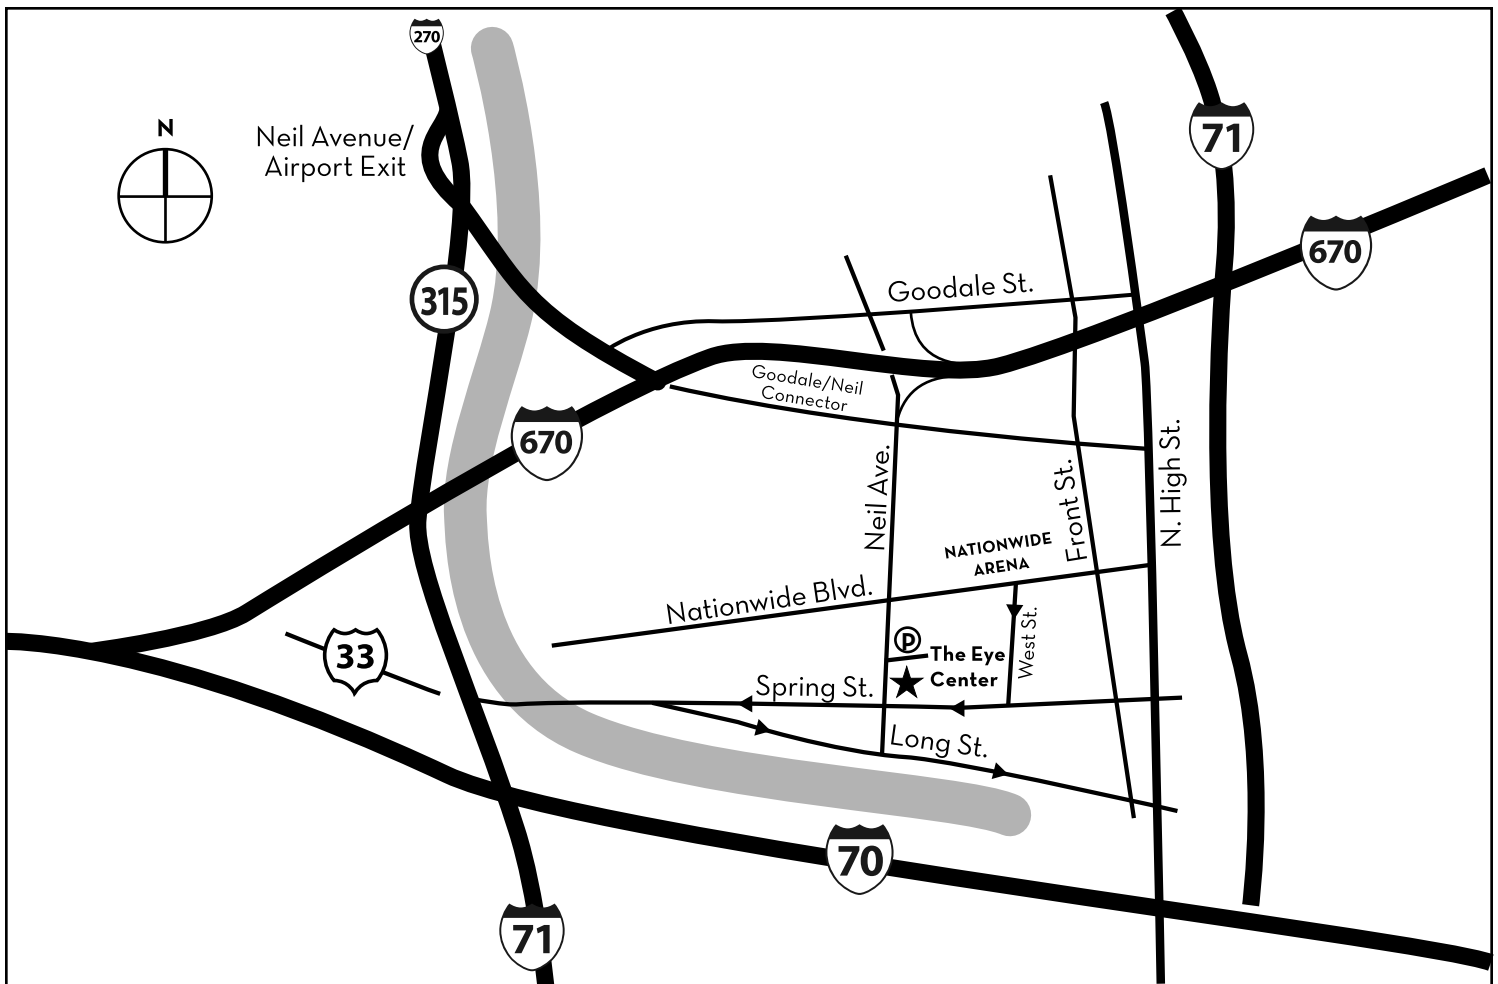 270
N
Neil Avenue/
Airport Exit
71
670
315
Goodale St.
Goodale/Neil
Connector
670
Neil Ave.
Front St.
N. High St.
NATIONWIDE
ARENA
Nationwide Blvd.
West St.
P
The Eye
Center
33
Spring St.
Long St.
70
71